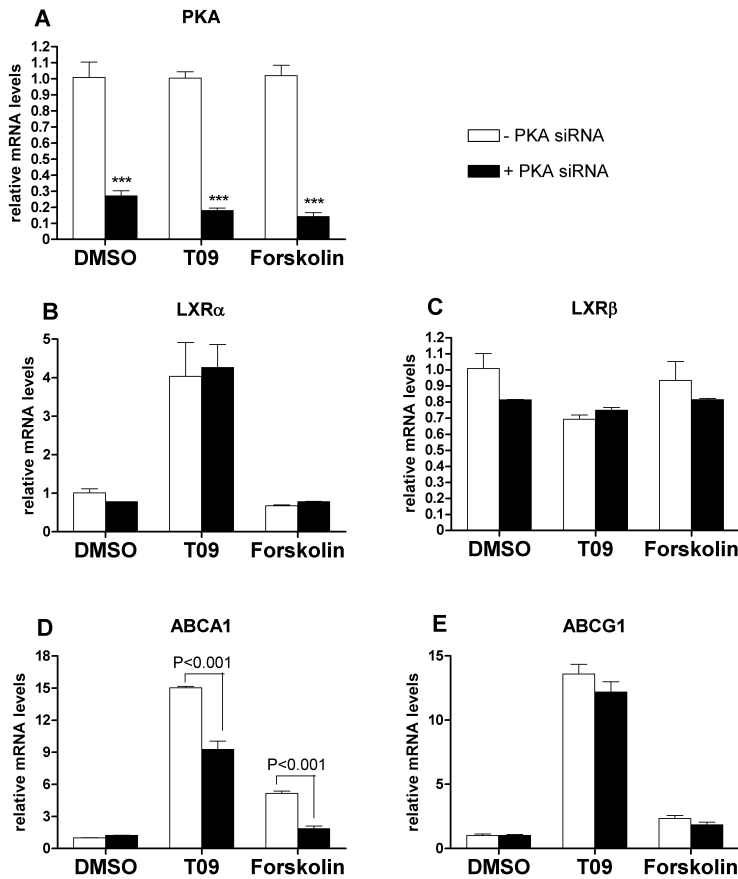 A PKA
relative mRNA levels
1.2
1.1
1.0
0.9
0.8
0.7
0.6
0.5
0.4
0.3
0.2
0.1
0
*** *** ***
DMSO T09 Forskolin
- PKA siRNA
+ PKA siRNA
B LXRα
relative mRNA levels
5
4
3
2
1
0
DMSO T09 Forskolin
C LXRβ
relative mRNA levels
1.2
1.1
1.0
0.9
0.8
0.7
0.6
0.5
0.4
0.3
0.2
0.1
0
DMSO T09 Forskolin
D ABCA1
relative mRNA levels
18
15
12
9
6
3
0
P<0.001
P<0.001
DMSO T09 Forskolin
E ABCG1
relative mRNA levels
15
10
5
0
DMSO T09 Forskolin